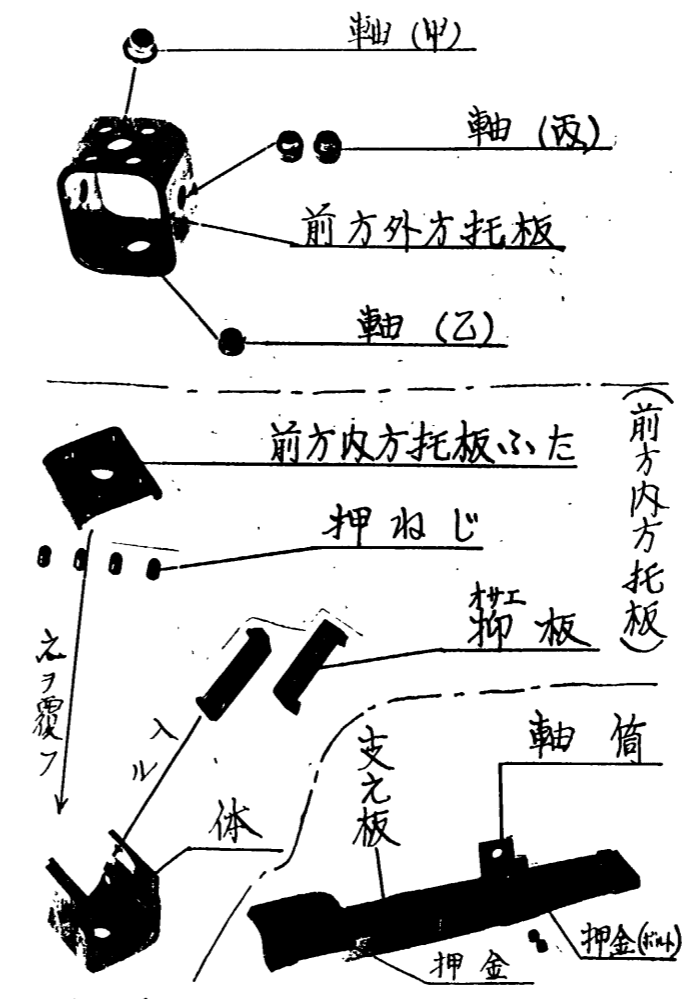 軸(甲)
軸(丙)
前方外方托板
軸(乙)
前方内方托板ふた
(前方内方托板)
押ねじ
オサエ
抑板
之ヲ覆フ
入ル
体
支え板
軸筒
押金(ボルト)
押金